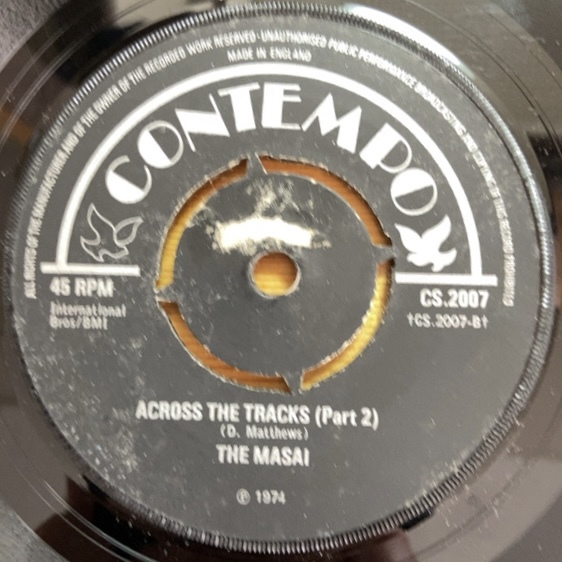 ALL RIGHTS OF THE MANUFACTURER AND OF THE OWNER OF THE RECORDED WORK RESERVED·UNAUTHORISED PUBLIC PERFORMANCE BROADCASTING AND COPYING OF THIS RECORD PROHIBITED
MADE IN ENGLAND
CONTEMPO
45 RPM
International
Bros/BMI
CS.2007
†CS.2007-B†
ACROSS THE TRACKS (Part 2)
(D. Matthews)
THE MASAI
℗ 1974